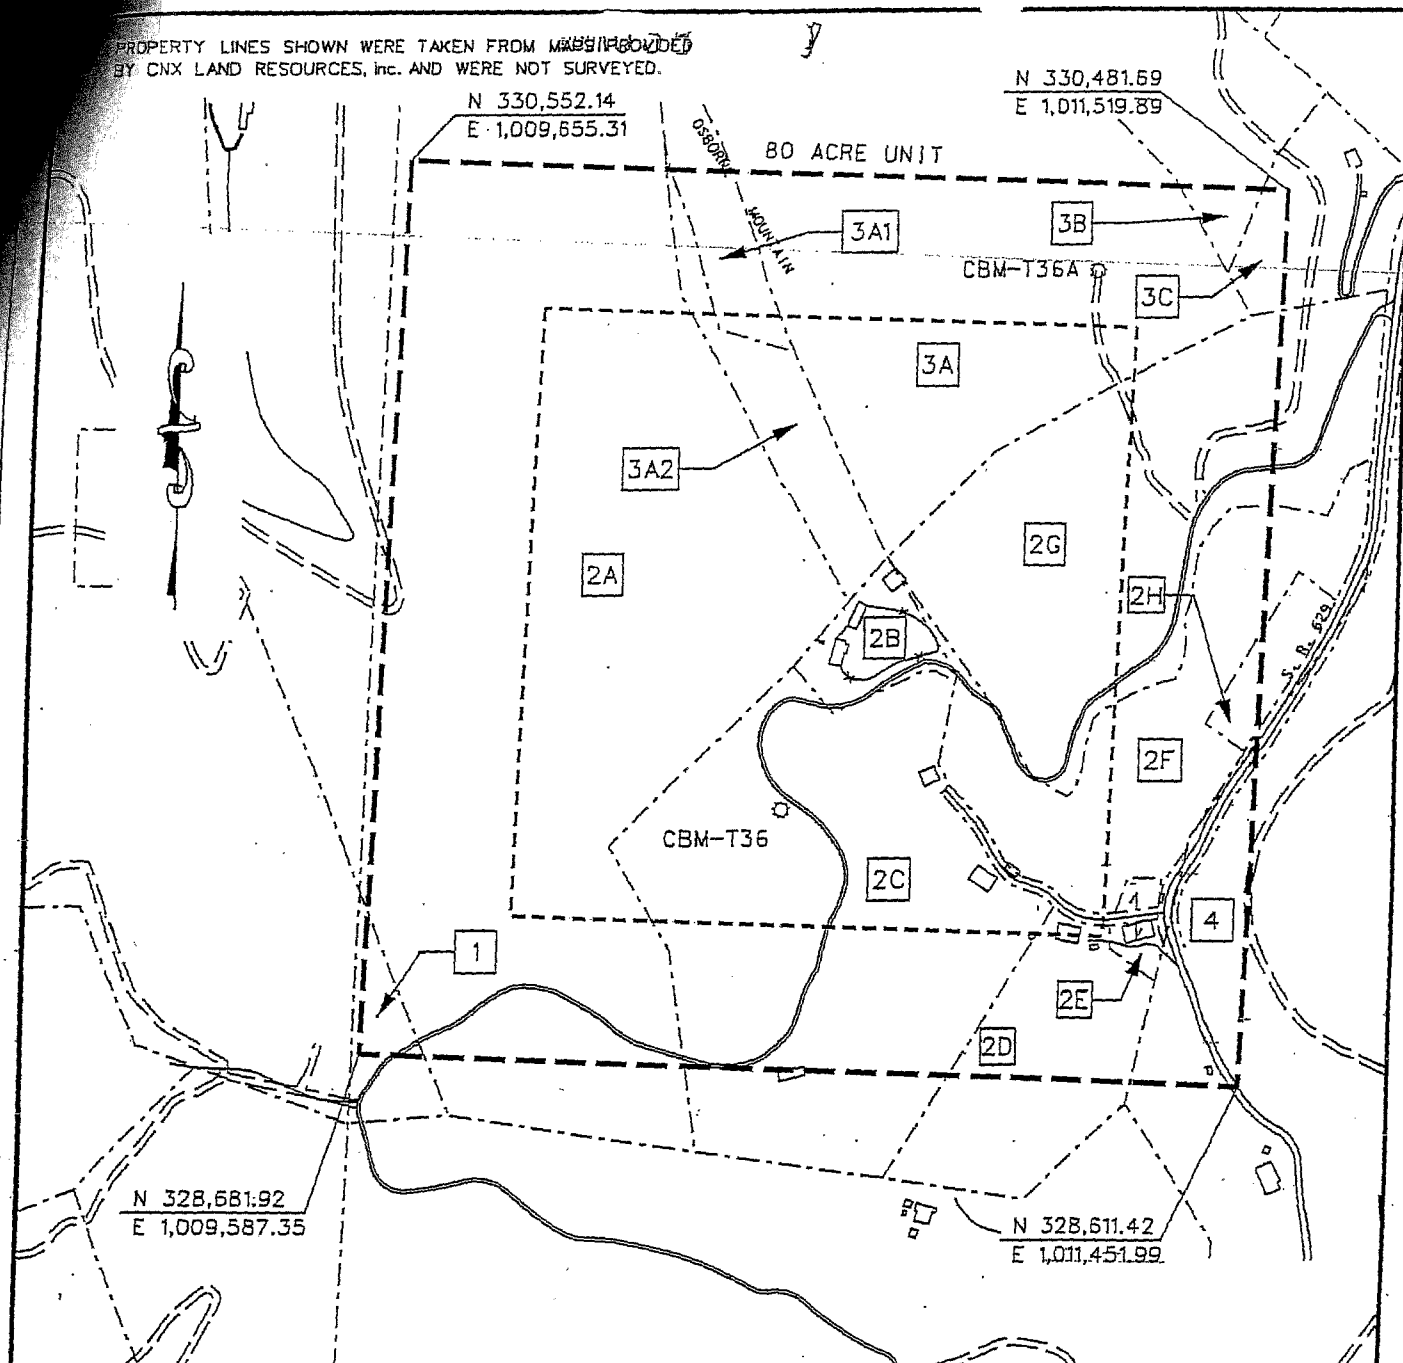 PROPERTY LINES SHOWN WERE TAKEN FROM MAPS PROVIDED
BY CNX LAND RESOURCES, Inc. AND WERE NOT SURVEYED.
N 330,552.14
E 1,009,655.31
N 330,481.69
E 1,011,519.89
80 ACRE UNIT
OSBORN
MOUNTAIN
3A1
3B
CBM-T36A
3C
3A
3A2
2G
2A
2H
2B
S. R. 629
2F
CBM-T36
2C
4
1
2E
2D
N 328,681.92
E 1,009,587.35
N 328,611.42
E 1,011,451.99